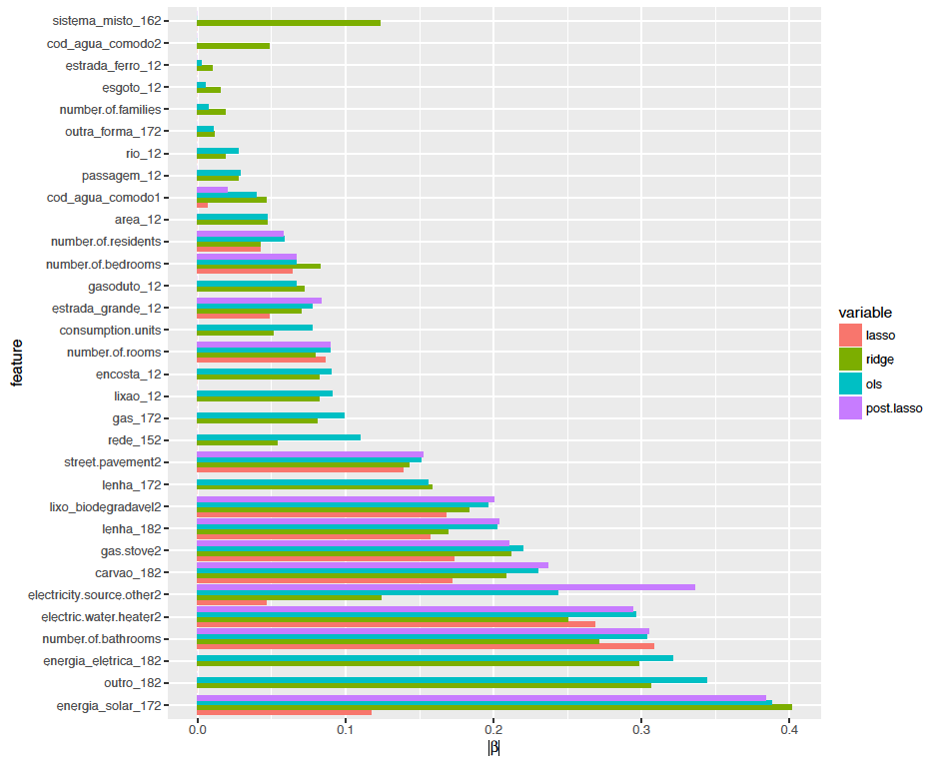 sistema_misto_162
cod_agua_comodo2
estrada_ferro_12
esgoto_12
number.of.families
outra_forma_172
rio_12
passagem_12
cod_agua_comodo1
area_12
number.of.residents
number.of.bedrooms
gasoduto_12
estrada_grande_12
consumption.units
number.of.rooms
encosta_12
lixao_12
gas_172
rede_152
street.pavement2
lenha_172
lixo_biodegradavel2
lenha_182
gas.stove2
carvao_182
electricity.source.other2
electric.water.heater2
number.of.bathrooms
energia_eletrica_182
outro_182
energia_solar_172
feature
0.0 0.1 0.2 0.3 0.4
|β|
variable
lasso
ridge
ols
post.lasso